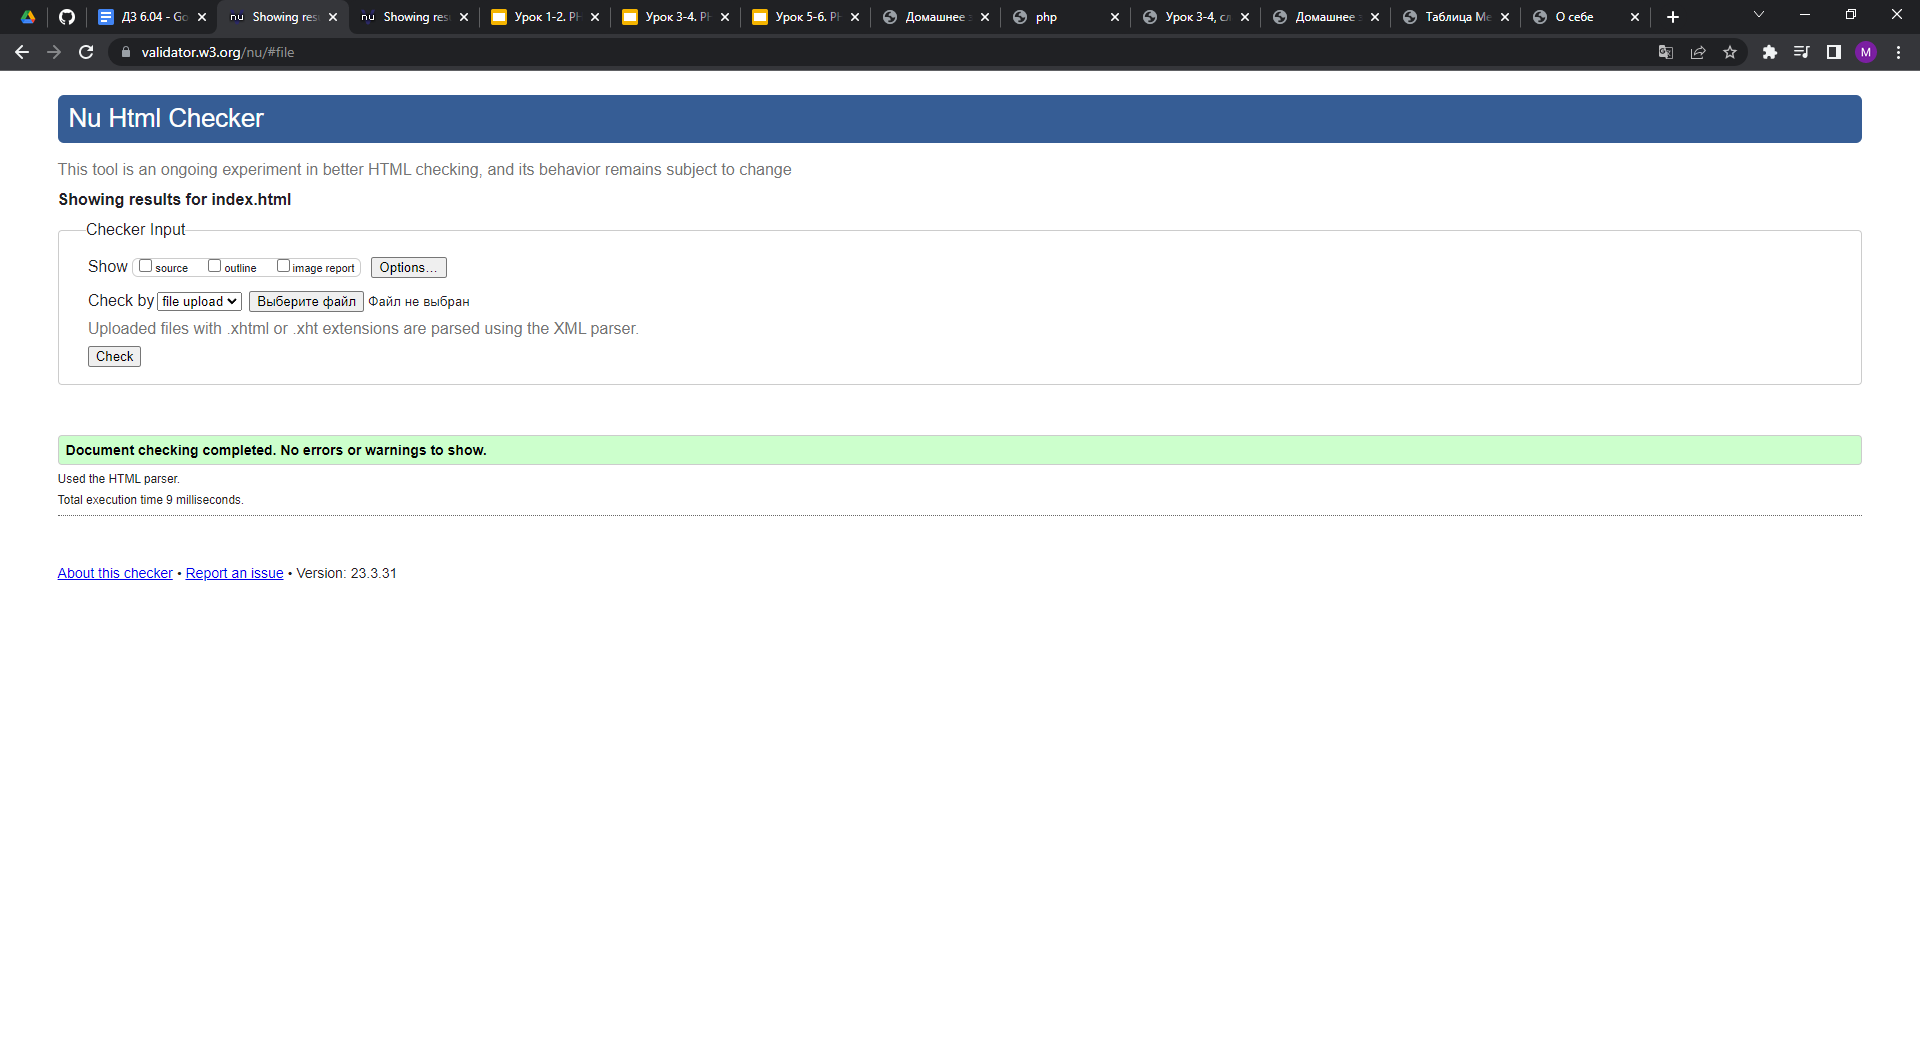 ДЗ 6.04 - Go
Showing res
Showing res
Урок 1-2. PH
Урок 3-4. PH
Урок 5-6. PH
Домашнее з
php
Урок 3-4, сл
Домашнее з
Таблица Ме
О себе
validator.w3.org/nu/#file
M
Nu Html Checker
This tool is an ongoing experiment in better HTML checking, and its behavior remains subject to change
Showing results for index.html
Checker Input
Show source outline image report Options...
Check by file upload Выберите файл Файл не выбран
Uploaded files with .xhtml or .xht extensions are parsed using the XML parser.
Check
Document checking completed. No errors or warnings to show.
Used the HTML parser.
Total execution time 9 milliseconds.
About this checker • Report an issue • Version: 23.3.31